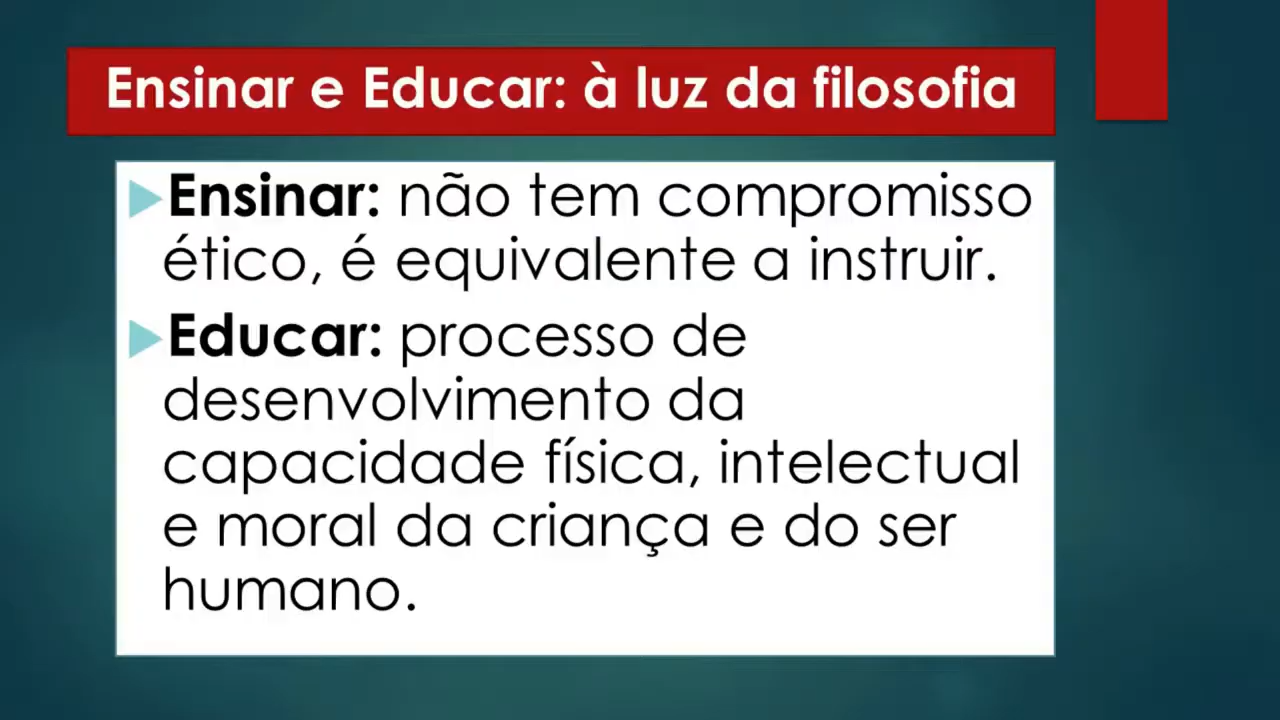 Ensinar e Educar: à luz da filosofia
Ensinar: não tem compromisso
ético, é equivalente a instruir.
Educar: processo de
desenvolvimento da
capacidade física, intelectual
e moral da criança e do ser
humano.